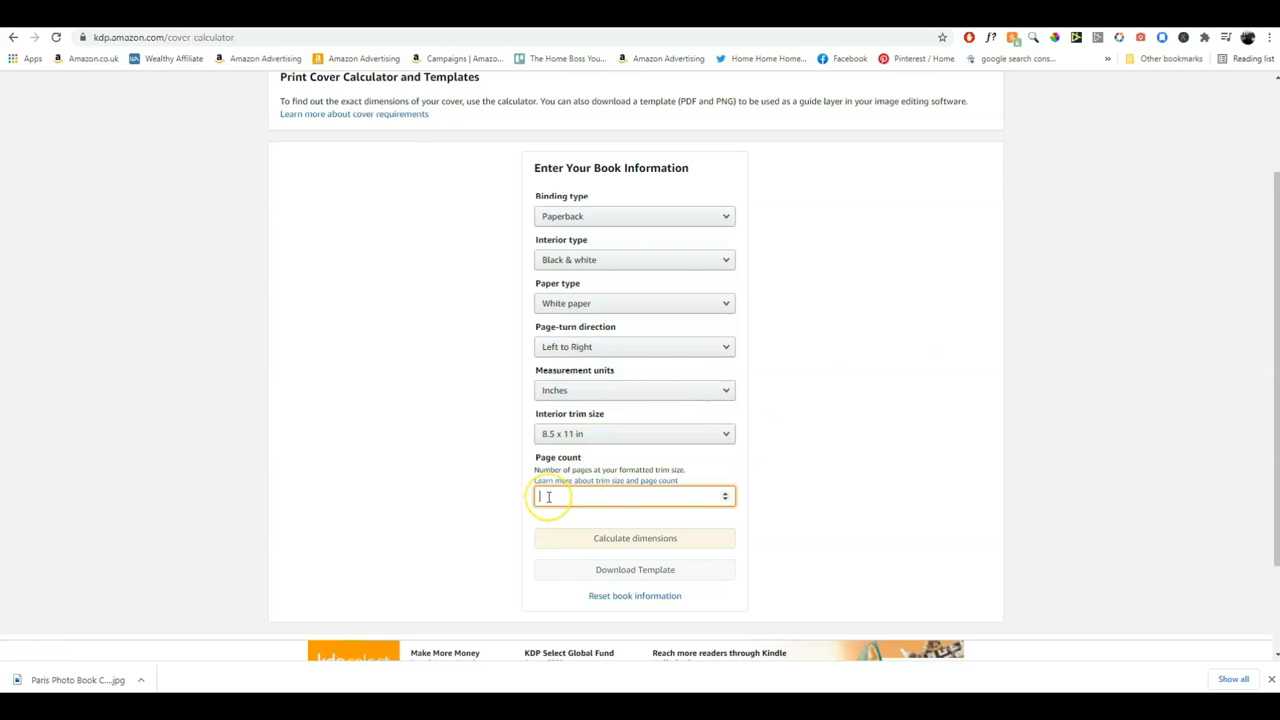 kdp.amazon.com/cover calculator
Apps
Amazon.co.uk
Wealthy Affiliate
Amazon Advertising
Amazon Advertising
Campaigns | Amazo...
The Home Boss You...
Amazon Advertising
Twitter Home Home...
Facebook
Pinterest / Home
google search cons...
»
Other bookmarks
Reading list
Print Cover Calculator and Templates
To find out the exact dimensions of your cover, use the calculator. You can also download a template (PDF and PNG) to be used as a guide layer in your image editing software.
Learn more about cover requirements
Enter Your Book Information
Binding type
Paperback
Interior type
Black & white
Paper type
White paper
Page-turn direction
Left to Right
Measurement units
Inches
Interior trim size
8.5 x 11 in
Page count
Number of pages at your formatted trim size.
Learn more about trim size and page count
Calculate dimensions
Download Template
Reset book information
kdpselect
Make More Money
KDP Select Global Fund
Reach more readers through Kindle
Paris Photo Book C....jpg
Show all